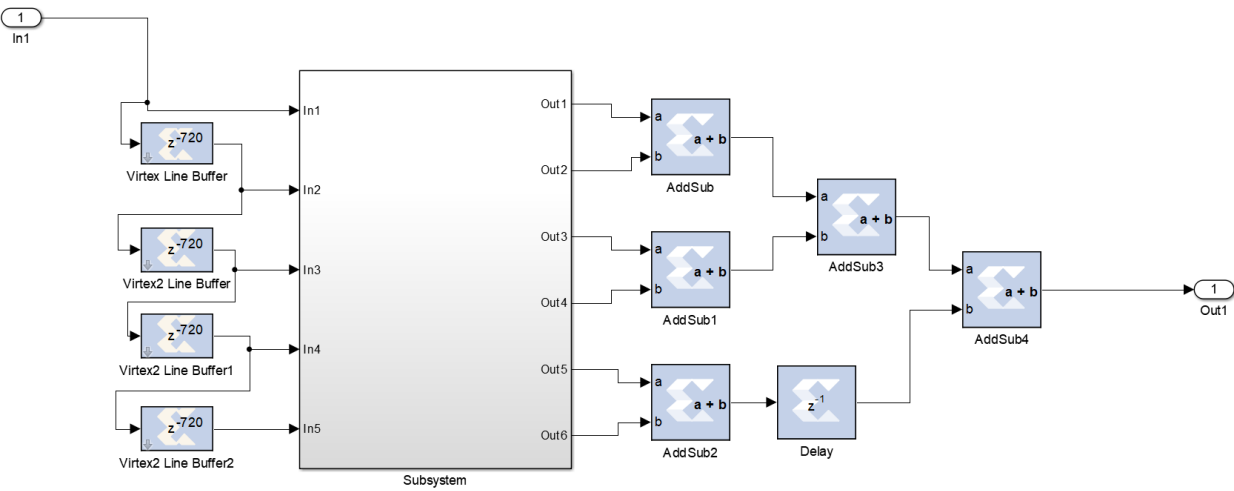 1
In1
z-720
Virtex Line Buffer
z-720
Virtex2 Line Buffer
z-720
Virtex2 Line Buffer1
z-720
Virtex2 Line Buffer2
In1
In2
In3
In4
In5
Out1
Out2
Out3
Out4
Out5
Out6
Subsystem
a
b
a + b
AddSub
a
b
a + b
AddSub1
a
b
a + b
AddSub2
z-1
Delay
a
b
a + b
AddSub3
a
b
a + b
AddSub4
1
Out1